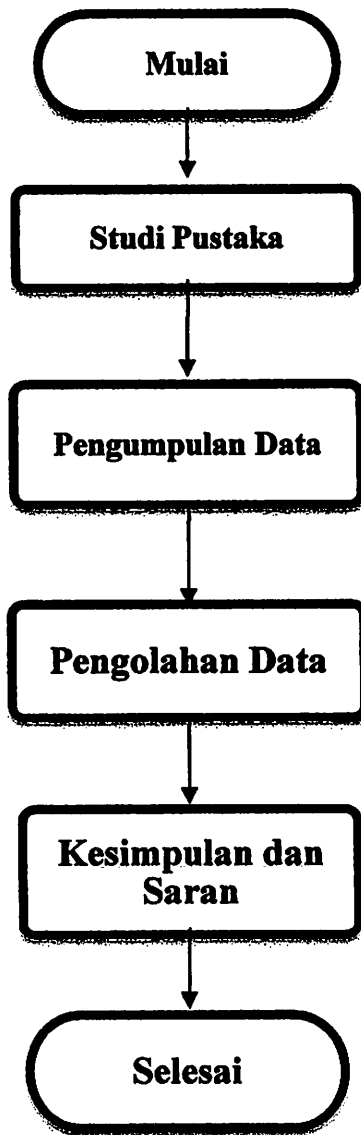 Mulai
Studi Pustaka
Pengumpulan Data
Pengolahan Data
Kesimpulan dan
Saran
Selesai